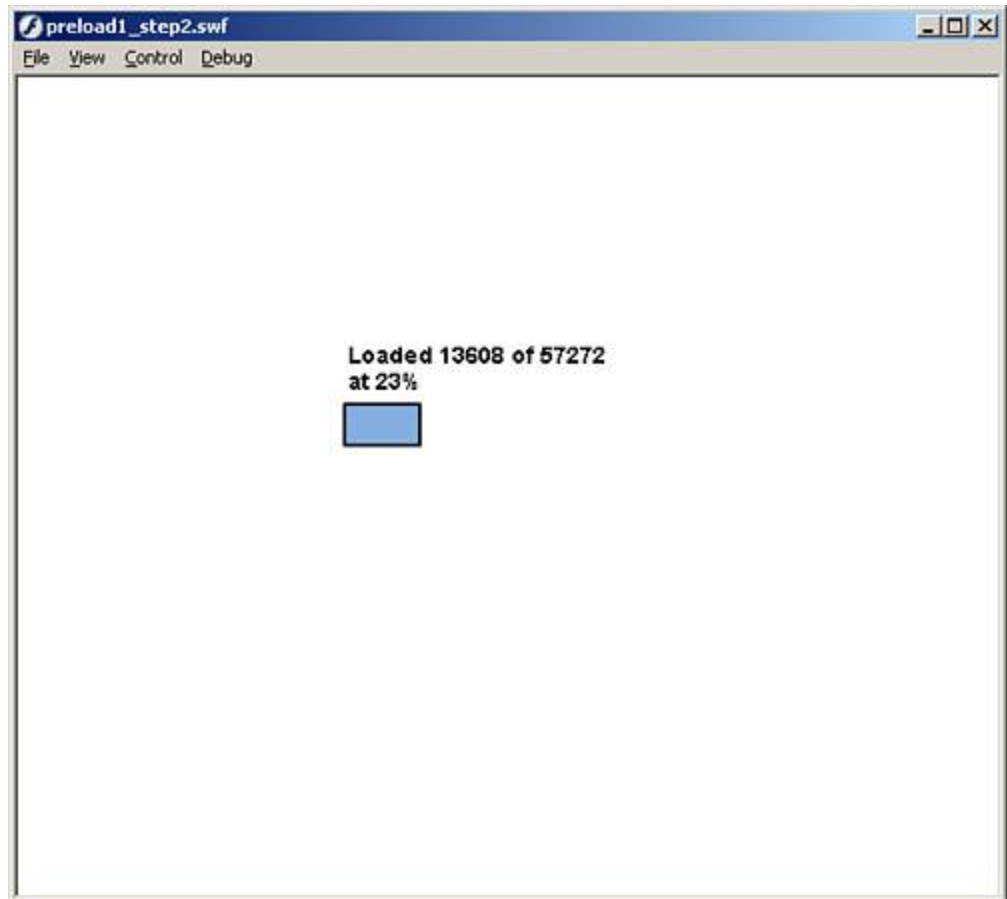 preload1_step2.swf
File View Control Debug
Loaded 13608 of 57272
at 23%